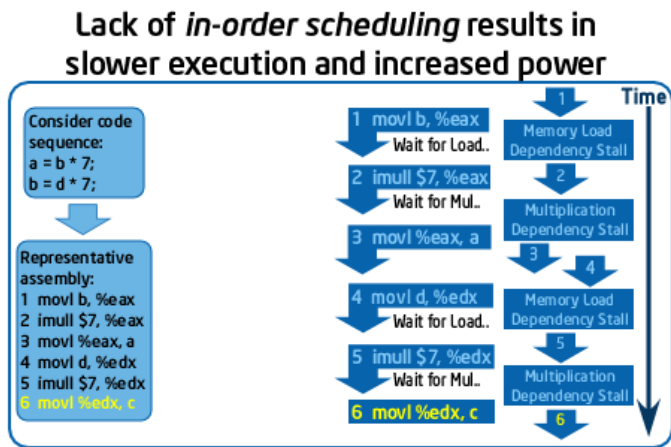 Lack of in-order scheduling results in
slower execution and increased power
Consider code
sequence:
a = b * 7;
b = d * 7;
Representative
assembly:
1 movl b, %eax
2 imull $7, %eax
3 movl %eax, a
4 movl d, %edx
5 imull $7, %edx
6 movl %edx, c
1 movl b, %eax
Wait for Load..
2 imull $7, %eax
Wait for Mul..
3 movl %eax, a
4 movl d, %edx
Wait for Load..
5 imull $7, %edx
Wait for Mul..
6 movl %edx, c
Time
1
Memory Load
Dependency Stall
2
Multiplication
Dependency Stall
3
4
Memory Load
Dependency Stall
5
Multiplication
Dependency Stall
6